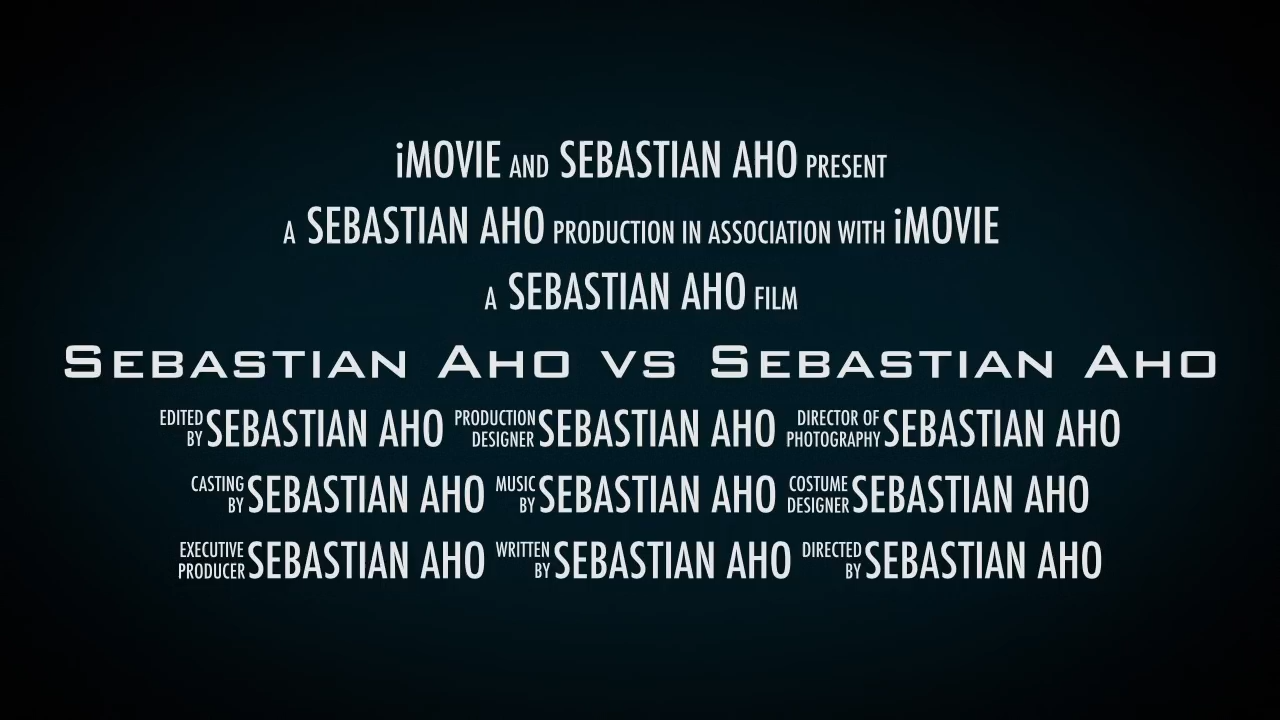 iMOVIE AND SEBASTIAN AHO PRESENT
A SEBASTIAN AHO PRODUCTION IN ASSOCIATION WITH iMOVIE
A SEBASTIAN AHO FILM
SEBASTIAN AHO VS SEBASTIAN AHO
EDITED BY SEBASTIAN AHO PRODUCTION DESIGNER SEBASTIAN AHO DIRECTOR OF PHOTOGRAPHY SEBASTIAN AHO
CASTING BY SEBASTIAN AHO MUSIC BY SEBASTIAN AHO COSTUME DESIGNER SEBASTIAN AHO
EXECUTIVE PRODUCER SEBASTIAN AHO WRITTEN BY SEBASTIAN AHO DIRECTED BY SEBASTIAN AHO